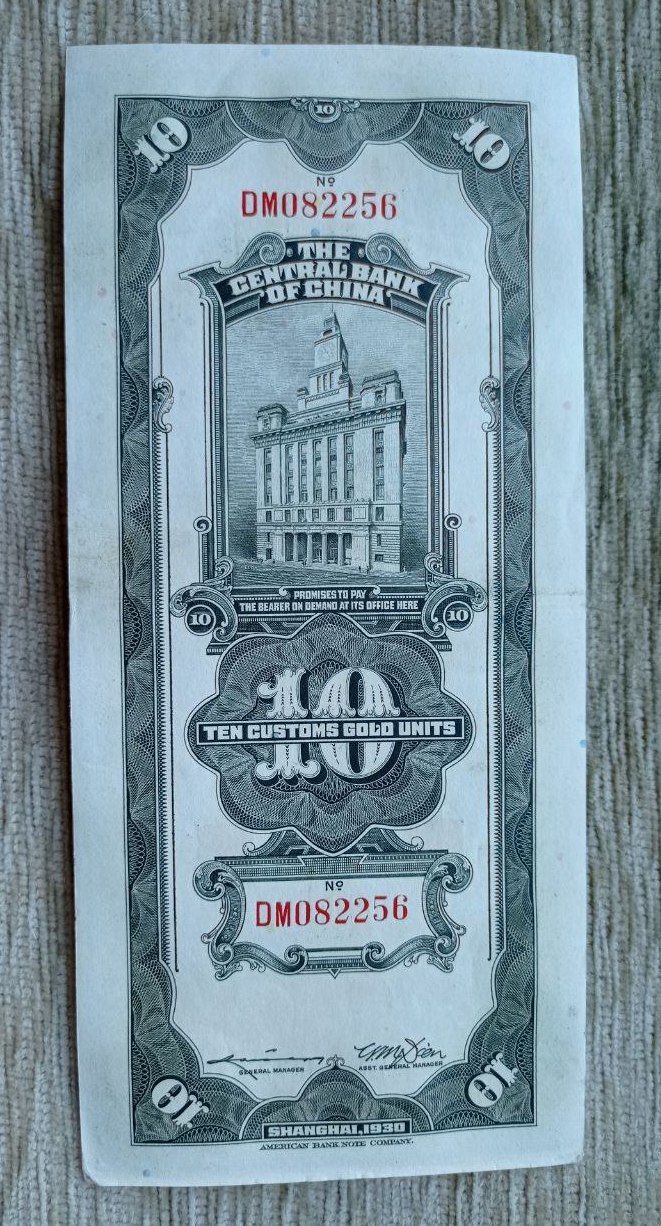 10
10 10
Nº
DM082256
THE
CENTRAL BANK
OF CHINA
PROMISES TO PAY
THE BEARER ON DEMAND AT ITS OFFICE HERE
10 10
10
TEN CUSTOMS GOLD UNITS
Nº
DM082256
GENERAL MANAGER
ASST. GENERAL MANAGER
10 10
SHANGHAI, 1930
AMERICAN BANK NOTE COMPANY.